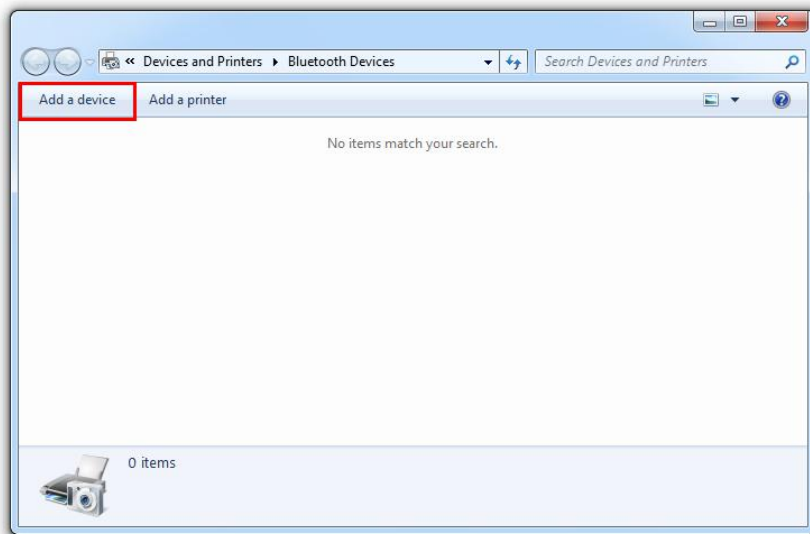 « Devices and Printers ▸ Bluetooth Devices Search Devices and Printers
Add a device Add a printer
No items match your search.
0 items